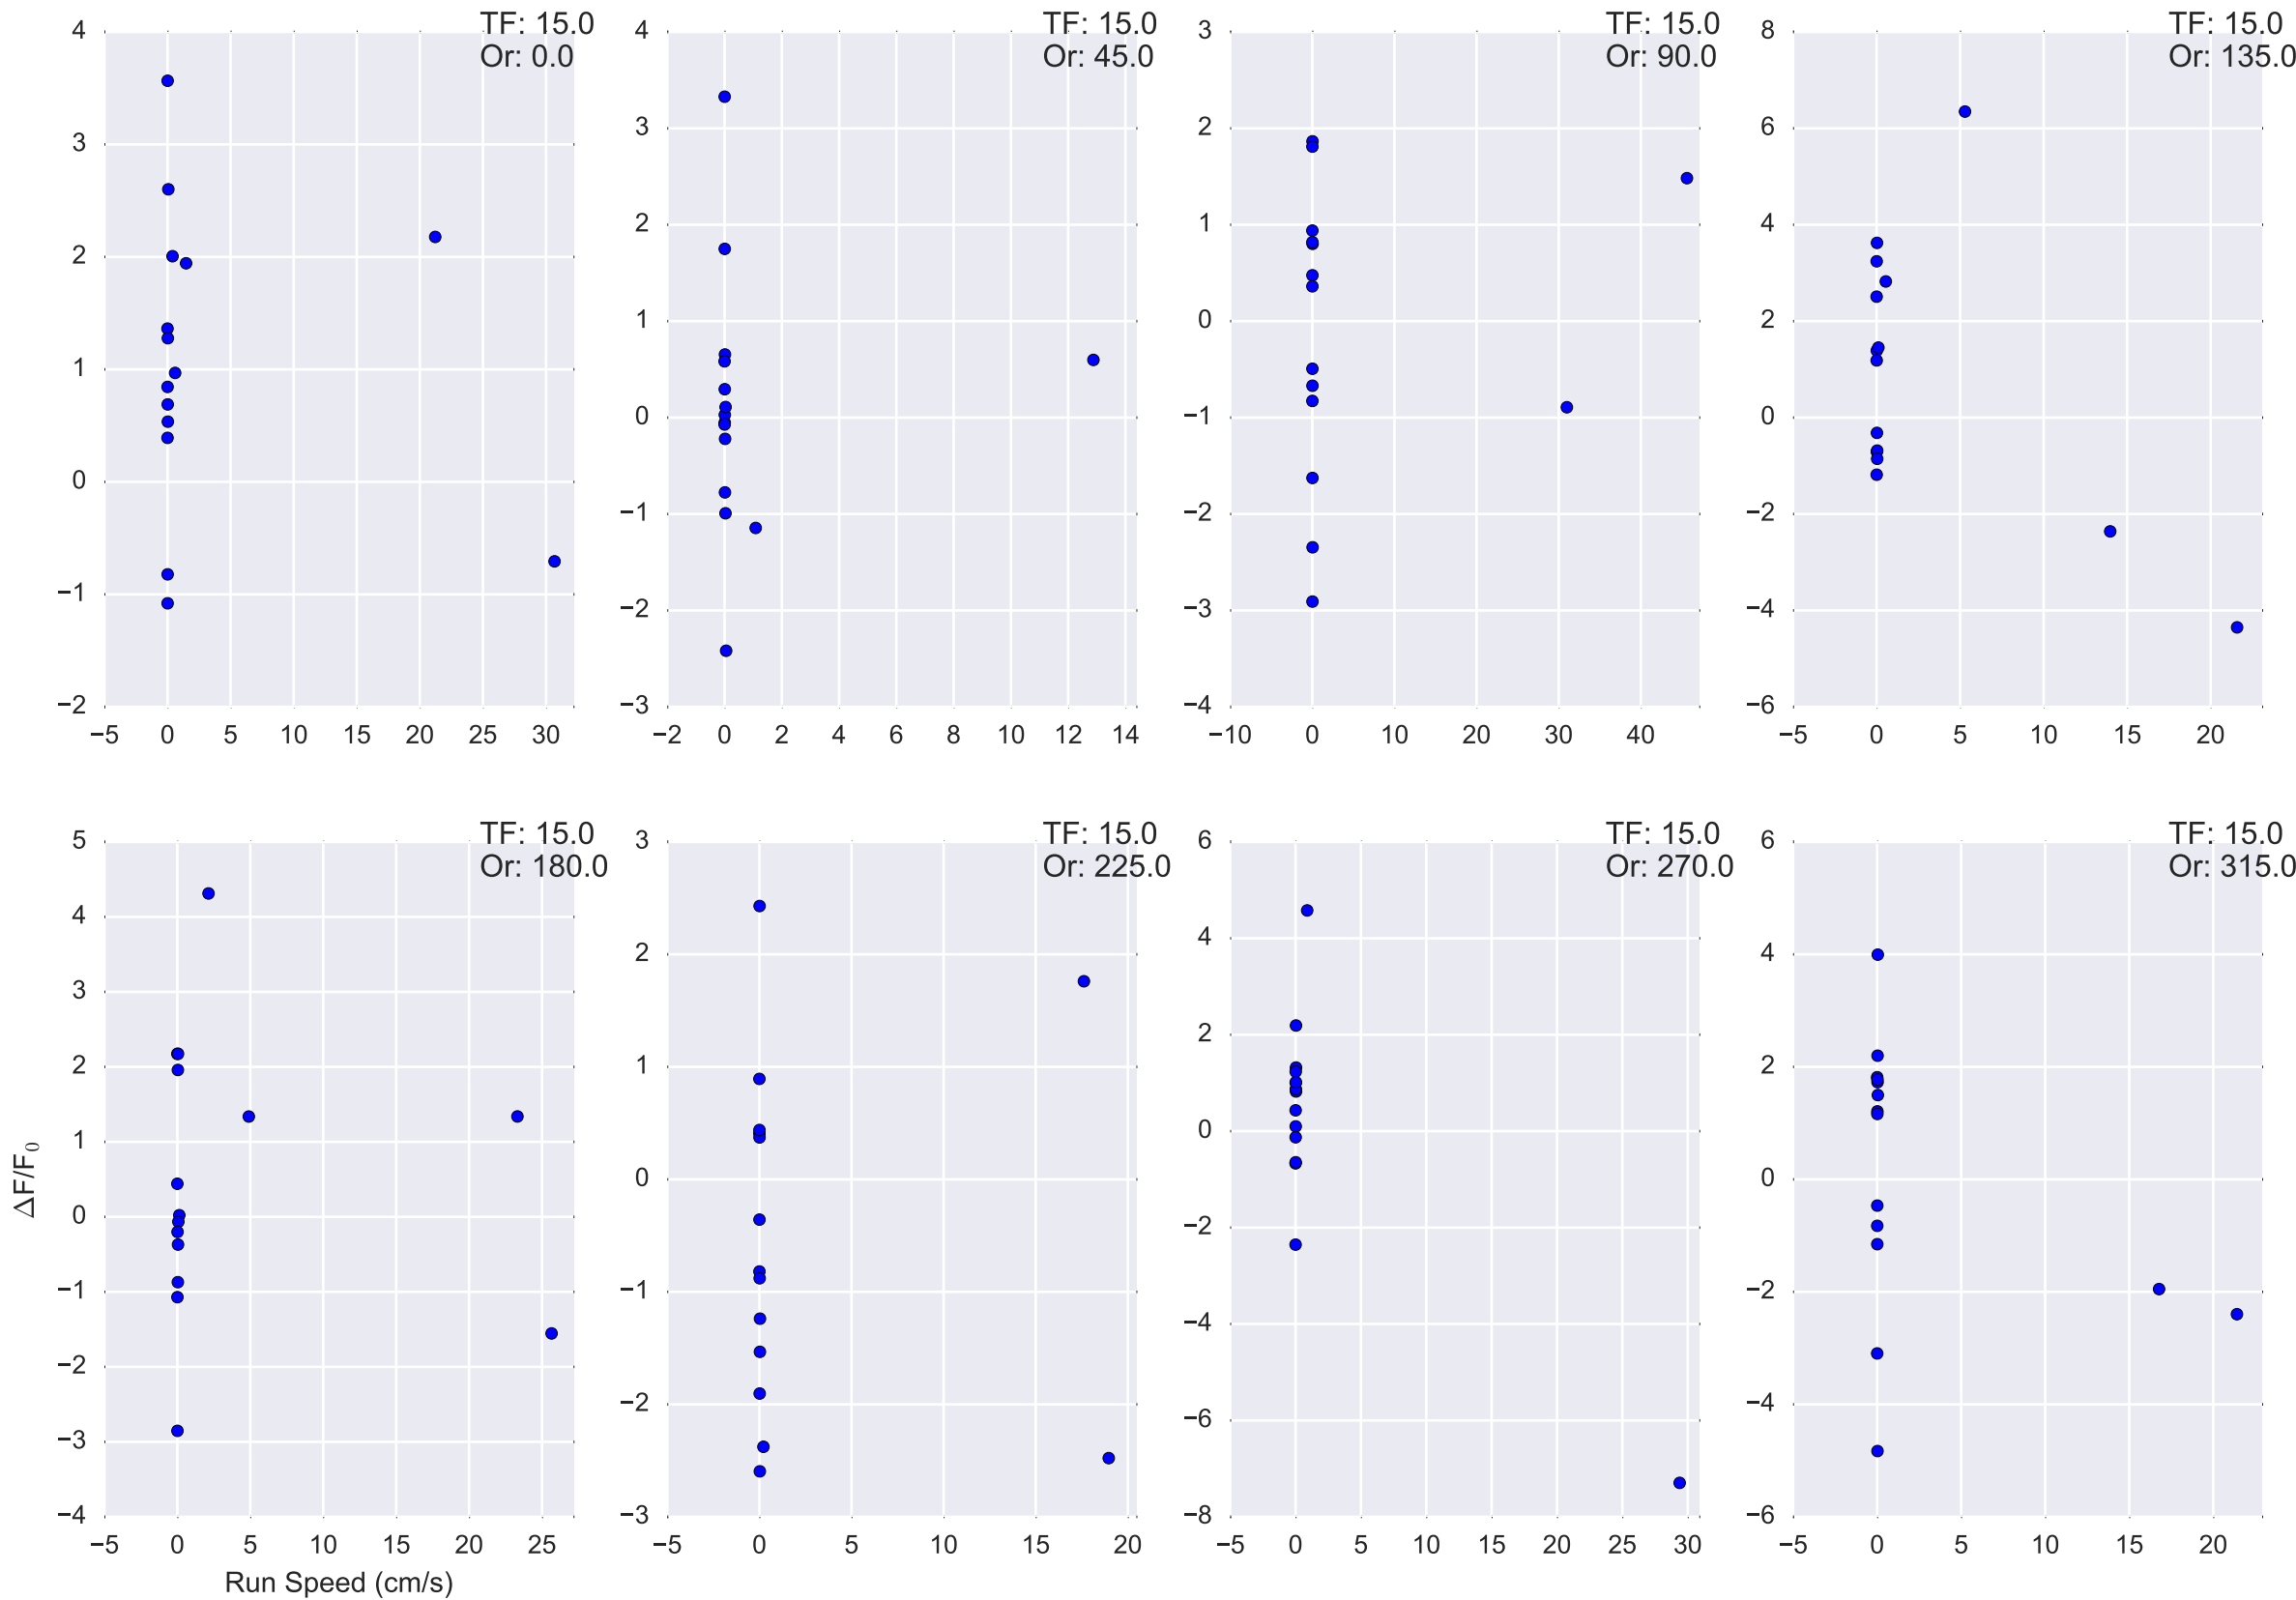 TF: 15.0
Or: 0.0
4
3
2
1
0
−1
−2
−5 0 5 10 15 20 25 30
TF: 15.0
Or: 45.0
4
3
2
1
0
−1
−2
−3
−2 0 2 4 6 8 10 12 14
TF: 15.0
Or: 90.0
3
2
1
0
−1
−2
−3
−4
−10 0 10 20 30 40
TF: 15.0
Or: 135.0
8
6
4
2
0
−2
−4
−6
−5 0 5 10 15 20
TF: 15.0
Or: 180.0
5
4
3
2
1
0
−1
−2
−3
−4
−5 0 5 10 15 20 25
ΔF/F0
Run Speed (cm/s)
TF: 15.0
Or: 225.0
3
2
1
0
−1
−2
−3
−5 0 5 10 15 20
TF: 15.0
Or: 270.0
6
4
2
0
−2
−4
−6
−8
−5 0 5 10 15 20 25 30
TF: 15.0
Or: 315.0
6
4
2
0
−2
−4
−6
−5 0 5 10 15 20